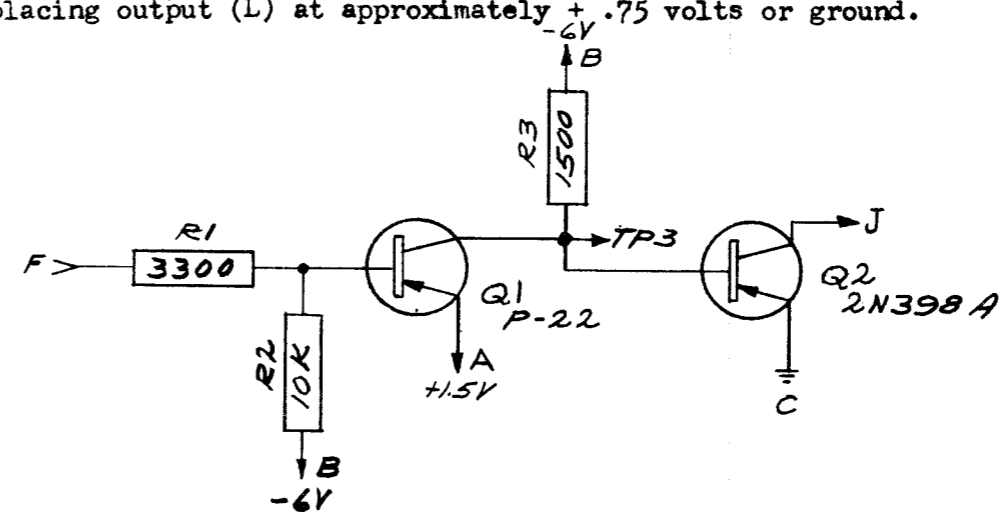 placing output (L) at approximately + .75 volts or ground.
-6V
B
R3
1500
R1
F
3300
TP3
J
Q1
P-22
Q2
2N398A
R2
10K
A
+1.5V
C
B
-6V